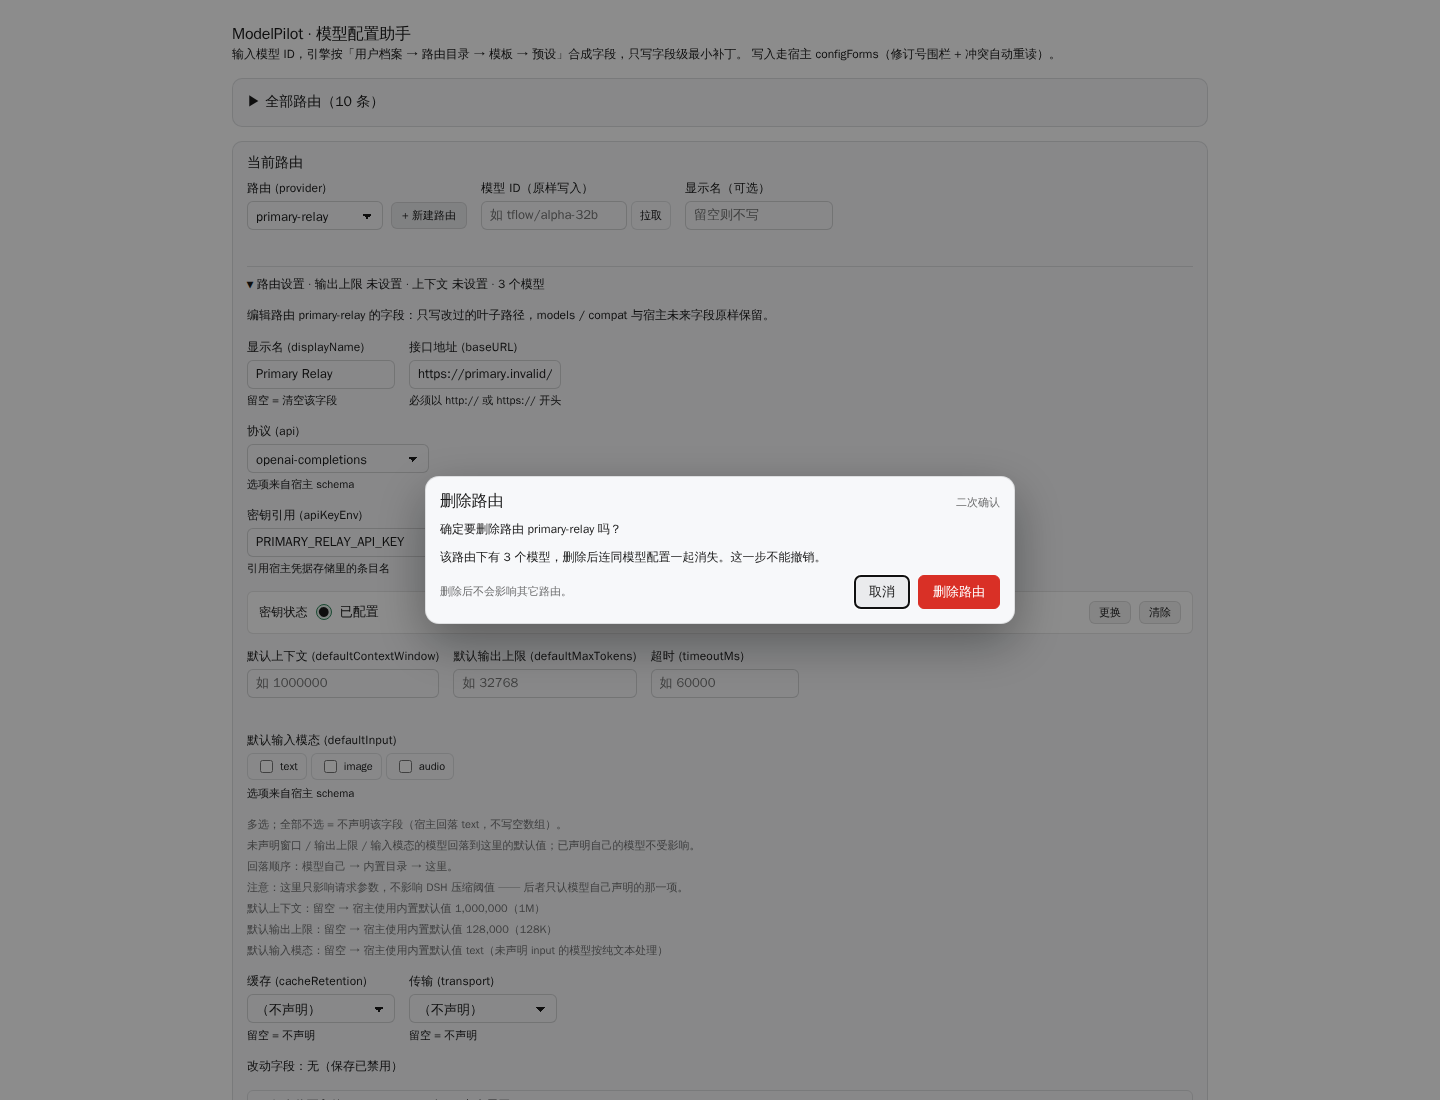 ModelPilot · 模型配置助手
输入模型 ID，引擎按「用户档案 → 路由目录 → 模板 → 预设」合成字段，只写字段级最小补丁。 写入走宿主 configForms（修订号围栏 + 冲突自动重读）。
▶ 全部路由（10 条）
当前路由
路由 (provider) 模型 ID（原样写入） 显示名（可选）
primary-relay + 新建路由 如 tflow/alpha-32b 拉取 留空则不写
▾ 路由设置 · 输出上限 未设置 · 上下文 未设置 · 3 个模型
编辑路由 primary-relay 的字段：只写改过的叶子路径，models / compat 与宿主未来字段原样保留。
显示名 (displayName) 接口地址 (baseURL)
Primary Relay https://primary.invalid/
留空 = 清空该字段 必须以 http:// 或 https:// 开头
协议 (api)
openai-completions
选项来自宿主 schema
密钥引用 (apiKeyEnv)
PRIMARY_RELAY_API_KEY
引用宿主凭据存储里的条目名
删除路由 二次确认
确定要删除路由 primary-relay 吗？
该路由下有 3 个模型，删除后连同模型配置一起消失。这一步不能撤销。
删除后不会影响其它路由。 取消 删除路由
密钥状态 已配置 更换 清除
默认上下文 (defaultContextWindow) 默认输出上限 (defaultMaxTokens) 超时 (timeoutMs)
如 1000000 如 32768 如 60000
默认输入模态 (defaultInput)
text image audio
选项来自宿主 schema
多选；全部不选 = 不声明该字段（宿主回落 text，不写空数组）。
未声明窗口 / 输出上限 / 输入模态的模型回落到这里的默认值；已声明自己的模型不受影响。
回落顺序：模型自己 → 内置目录 → 这里。
注意：这里只影响请求参数，不影响 DSH 压缩阈值 —— 后者只认模型自己声明的那一项。
默认上下文：留空 → 宿主使用内置默认值 1,000,000（1M）
默认输出上限：留空 → 宿主使用内置默认值 128,000（128K）
默认输入模态：留空 → 宿主使用内置默认值 text（未声明 input 的模型按纯文本处理）
缓存 (cacheRetention) 传输 (transport)
（不声明） （不声明）
留空 = 不声明 留空 = 不声明
改动字段：无（保存已禁用）